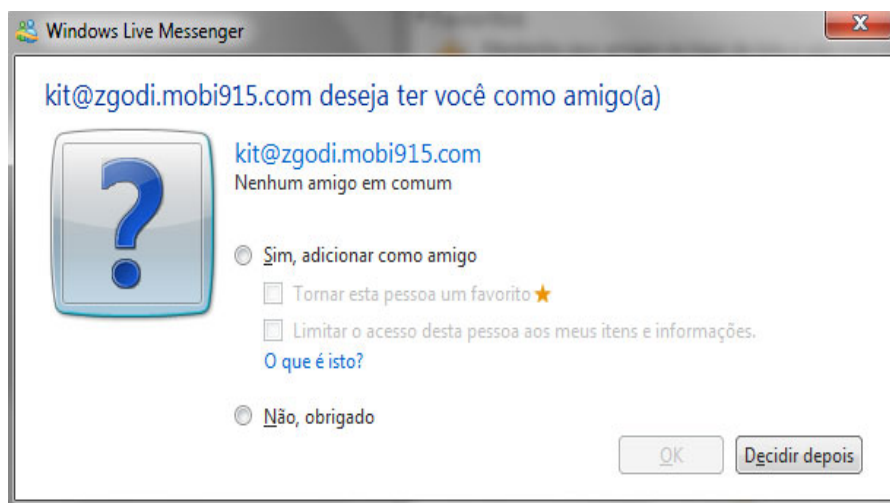 Windows Live Messenger
kit@zgodi.mobi915.com deseja ter você como amigo(a)
kit@zgodi.mobi915.com
Nenhum amigo em comum
Sim, adicionar como amigo
Tornar esta pessoa um favorito
Limitar o acesso desta pessoa aos meus itens e informações.
O que é isto?
Não, obrigado
OK
Decidir depois